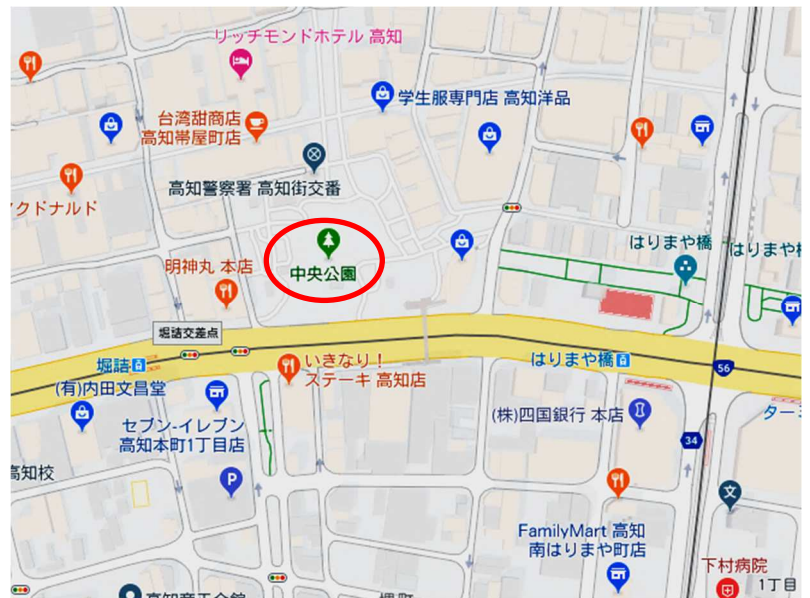 リッチモンドホテル 高知
学生服専門店 高知洋品
台湾甜商店
高知帯屋町店
高知警察署 高知街交番
クドナルド
中央公園
明神丸 本店
はりまや橋
はりまや
堀詰交差点
堀詰
いきなり!
ステーキ 高知店
はりまや橋
56
(有)内田文昌堂
セブン-イレブン
高知本町1丁目店
(株)四国銀行 本店
ター
34
高知校
P
文
FamilyMart 高知
南はりまや町店
下村病院
1丁目